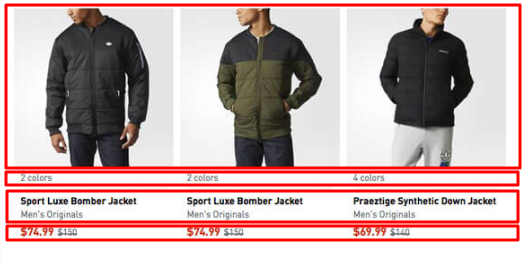 2 colors 2 colors 4 colors
Sport Luxe Bomber Jacket Sport Luxe Bomber Jacket Praeztige Synthetic Down Jacket
Men's Originals Men's Originals Men's Originals
$74.99 $150 $74.99 $150 $69.99 $140